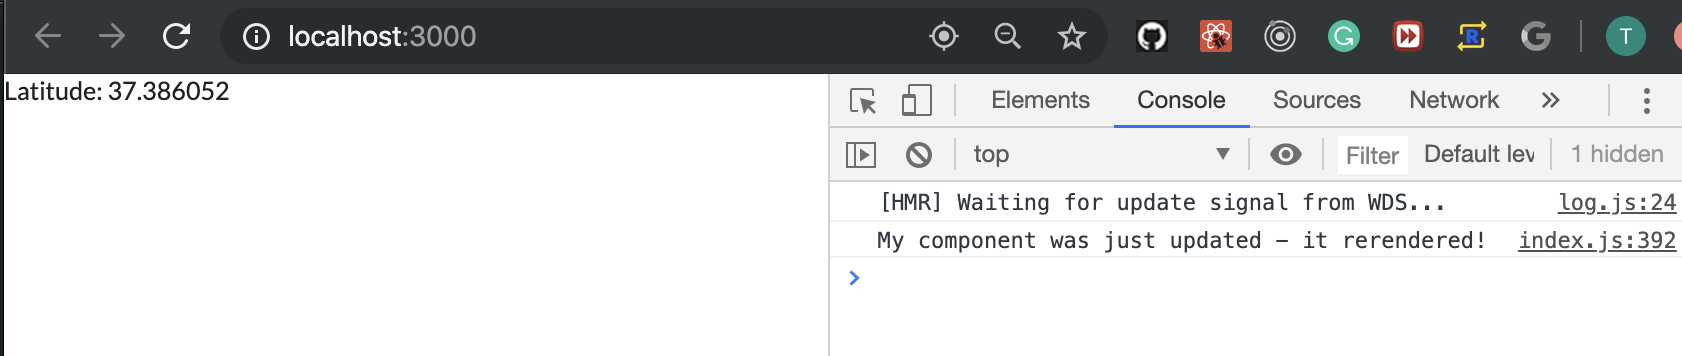 localhost:3000
T
Latitude: 37.386052
Elements Console Sources Network »
top Filter Default lev 1 hidden
[HMR] Waiting for update signal from WDS... log.js:24
My component was just updated - it rerendered! index.js:392